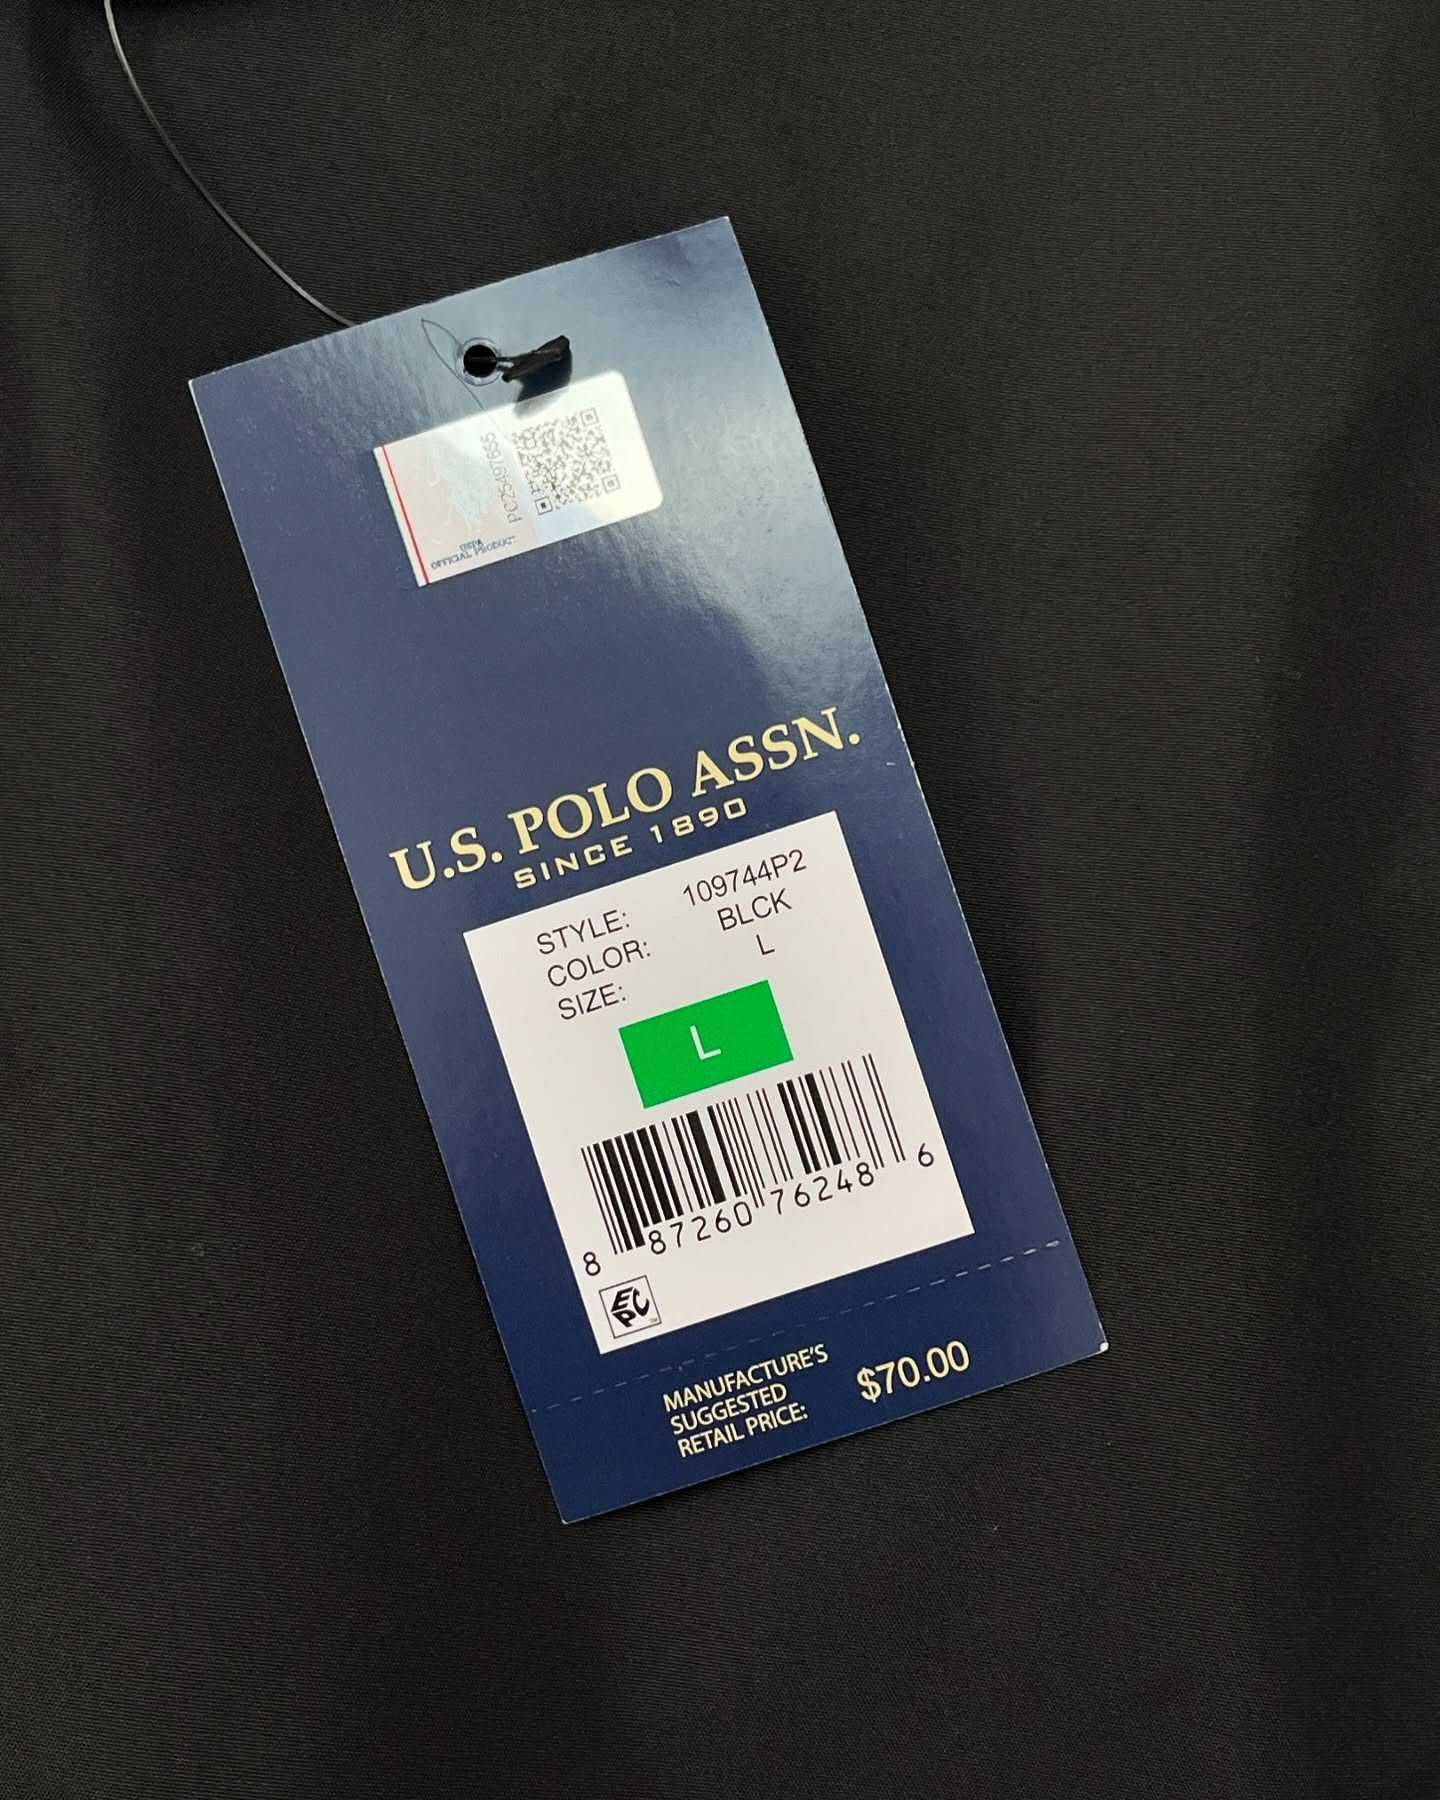 PC25497655
USPA
OFFICIAL PRODUCT
U.S. POLO ASSN.
SINCE 1890
STYLE: 109744P2
COLOR: BLCK
SIZE: L
L
8 87260 76248 6
EPC
MANUFACTURE'S
SUGGESTED
RETAIL PRICE:
$70.00